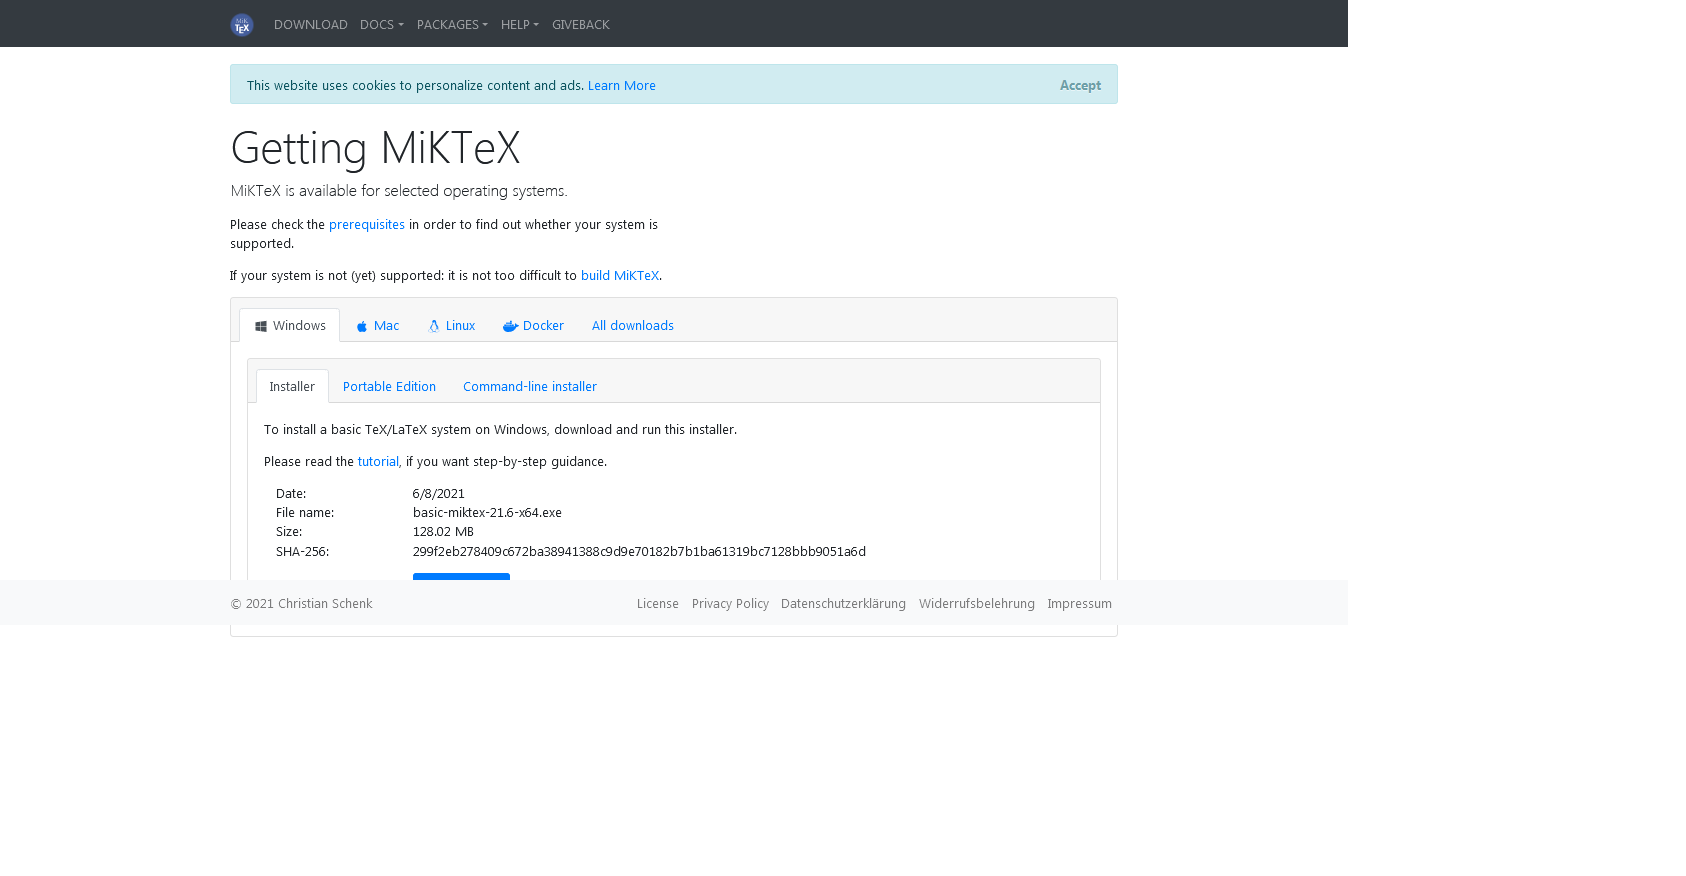 MiK
TEX
DOWNLOAD DOCS PACKAGES HELP GIVEBACK
This website uses cookies to personalize content and ads. Learn More Accept
Getting MiKTeX
MiKTeX is available for selected operating systems.
Please check the prerequisites in order to find out whether your system is
supported.
If your system is not (yet) supported: it is not too difficult to build MiKTeX.
Windows Mac Linux Docker All downloads
Installer Portable Edition Command-line installer
To install a basic TeX/LaTeX system on Windows, download and run this installer.
Please read the tutorial, if you want step-by-step guidance.
Date: 6/8/2021
File name: basic-miktex-21.6-x64.exe
Size: 128.02 MB
SHA-256: 299f2eb278409c672ba38941388c9d9e70182b7b1ba61319bc7128bbb9051a6d
© 2021 Christian Schenk License Privacy Policy Datenschutzerklärung Widerrufsbelehrung Impressum